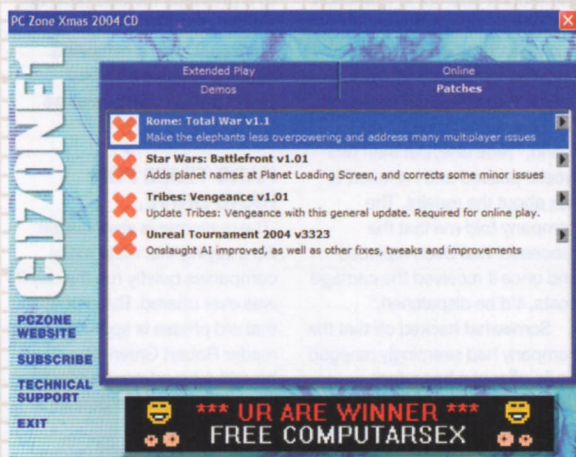 PC Zone Xmas 2004 CD
CDZONE1
Extended Play
Online
Demos
Patches
Rome: Total War v1.1
Make the elephants less overpowering and address many multiplayer issues
Star Wars: Battlefront v1.01
Adds planet names at Planet Loading Screen, and corrects some minor issues
Tribes: Vengeance v1.01
Update Tribes: Vengeance with this general update. Required for online play.
Unreal Tournament 2004 v3323
Onslaught AI improved, as well as other fixes, tweaks and improvements
PCZONE
WEBSITE
SUBSCRIBE
TECHNICAL
SUPPORT
EXIT
*** UR ARE WINNER ***
FREE COMPUTARSEX